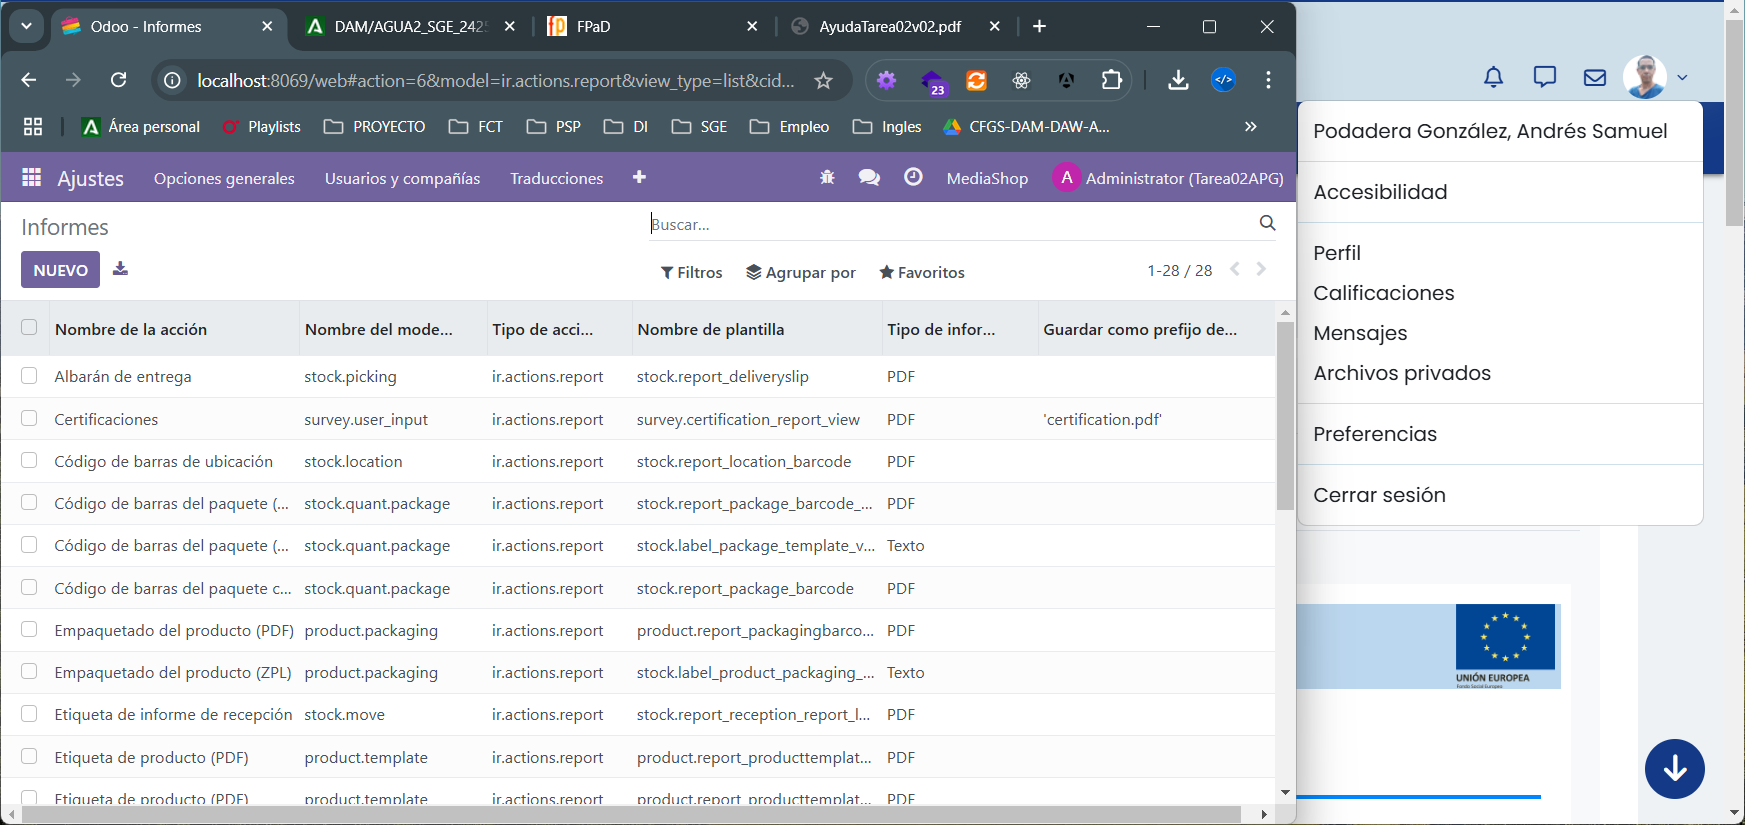 Odoo - Informes
DAM/AGUA2_SGE_242
FPaD
AyudaTarea02v02.pdf
localhost:8069/web#action=6&model=ir.actions.report&view_type=list&cid...
23
Área personal
Playlists
PROYECTO
FCT
PSP
DI
SGE
Empleo
Ingles
CFGS-DAM-DAW-A...
Ajustes
Opciones generales
Usuarios y compañías
Traducciones
MediaShop
A
Administrator (Tarea02APG)
Informes
Buscar...
NUEVO
Filtros
Agrupar por
Favoritos
1-28 / 28
Nombre de la acción Nombre del mode... Tipo de acci... Nombre de plantilla Tipo de infor... Guardar como prefijo de...
Albarán de entrega stock.picking ir.actions.report stock.report_deliveryslip PDF
Certificaciones survey.user_input ir.actions.report survey.certification_report_view PDF 'certification.pdf'
Código de barras de ubicación stock.location ir.actions.report stock.report_location_barcode PDF
Código de barras del paquete (... stock.quant.package ir.actions.report stock.report_package_barcode_... PDF
Código de barras del paquete (... stock.quant.package ir.actions.report stock.label_package_template_v... Texto
Código de barras del paquete c... stock.quant.package ir.actions.report stock.report_package_barcode PDF
Empaquetado del producto (PDF) product.packaging ir.actions.report product.report_packagingbarco... PDF
Empaquetado del producto (ZPL) product.packaging ir.actions.report stock.label_product_packaging_... Texto
Etiqueta de informe de recepción stock.move ir.actions.report stock.report_reception_report_l... PDF
Etiqueta de producto (PDF) product.template ir.actions.report product.report_producttemplat... PDF
Etiqueta de producto (PDF) product.template ir.actions.report product.report_producttemplat... PDF
Podadera González, Andrés Samuel
Accesibilidad
Perfil
Calificaciones
Mensajes
Archivos privados
Preferencias
Cerrar sesión
UNIÓN EUROPEA
Fondo Social Europeo